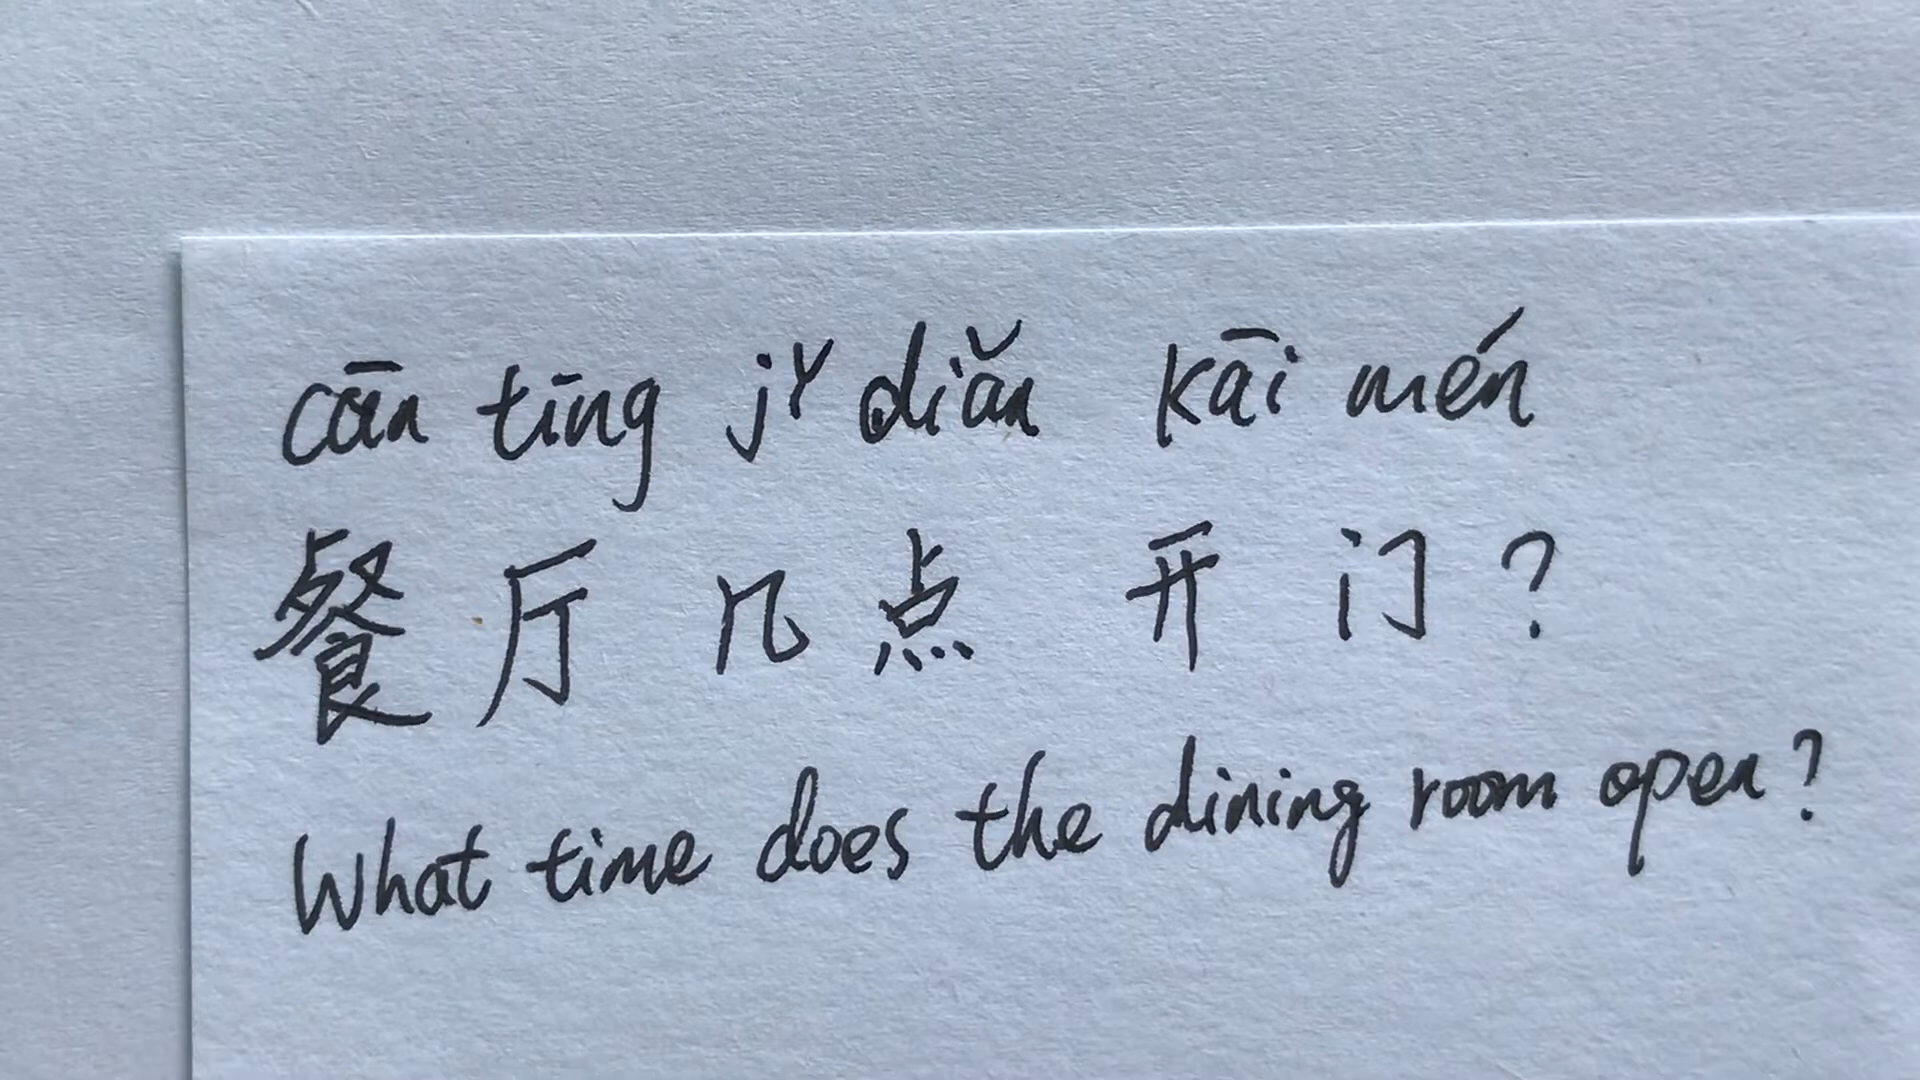 cān tīng jǐ diǎn kāi mén
餐厅几点开门?
What time does the dining room open?